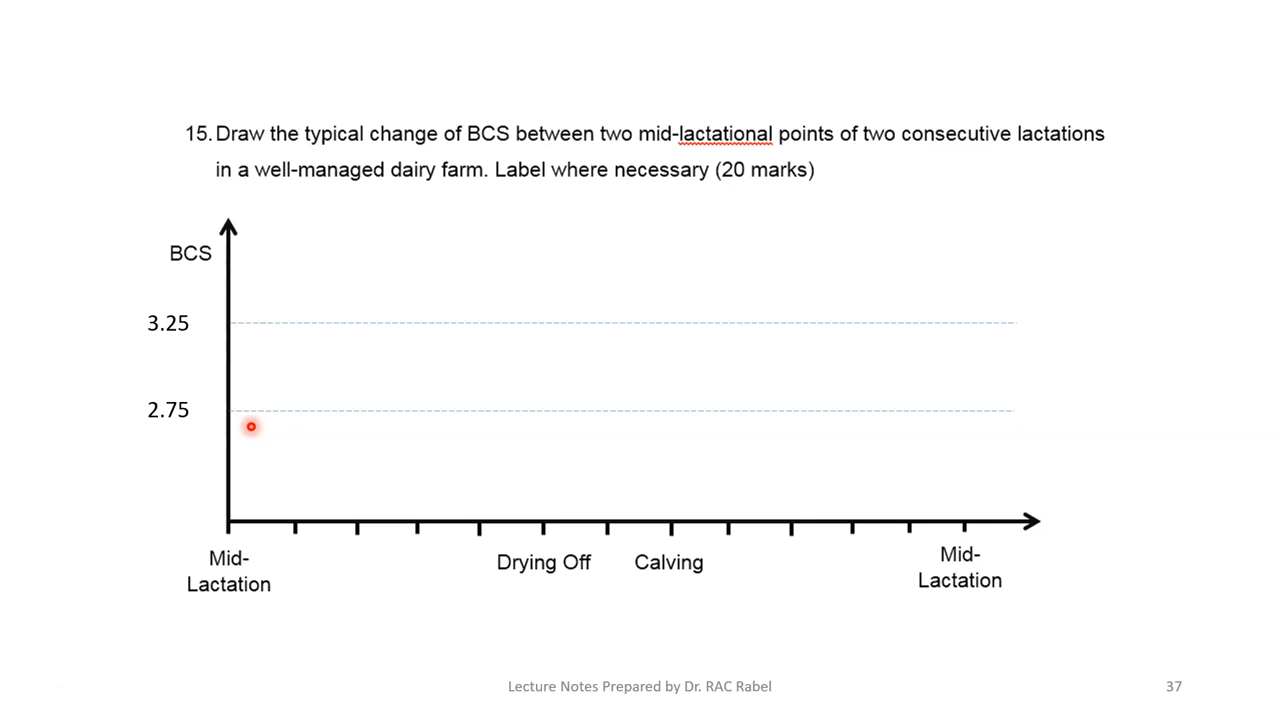 15. Draw the typical change of BCS between two mid-lactational points of two consecutive lactations
in a well-managed dairy farm. Label where necessary (20 marks)
BCS
3.25
2.75
Mid-
Lactation
Drying Off
Calving
Mid-
Lactation
Lecture Notes Prepared by Dr. RAC Rabel
37